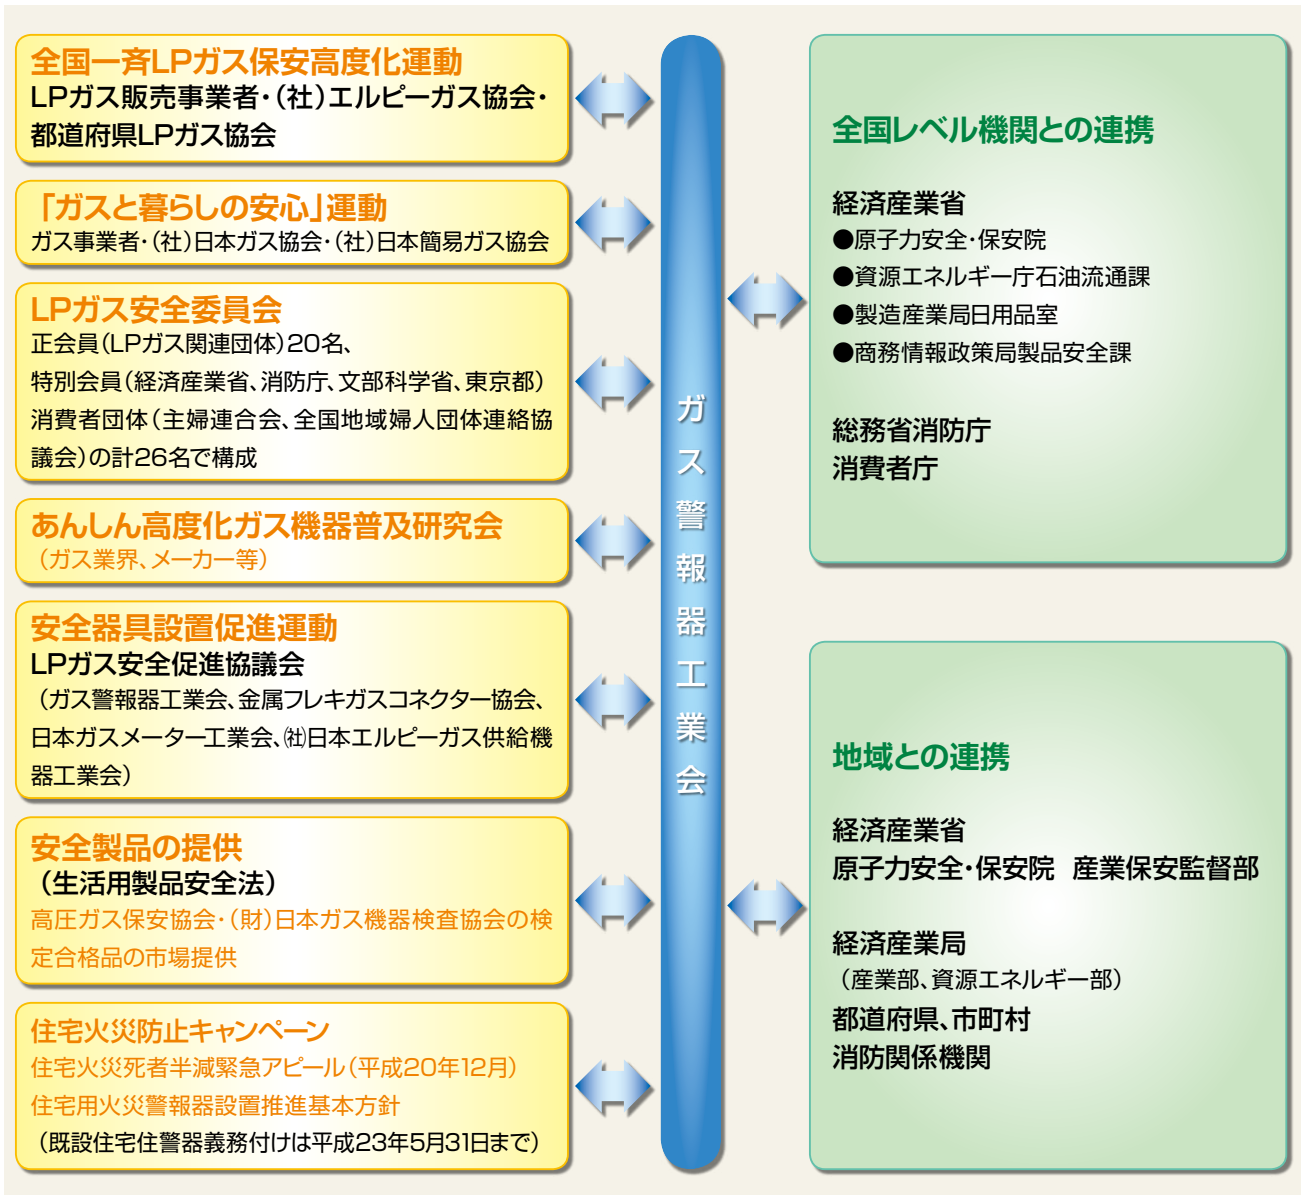 全国一斉LPガス保安高度化運動
LPガス販売事業者・(社)エルピーガス協会・
都道府県LPガス協会
「ガスと暮らしの安心」運動
ガス事業者・(社)日本ガス協会・(社)日本簡易ガス協会
LPガス安全委員会
正会員(LPガス関連団体)20名、
特別会員(経済産業省、消防庁、文部科学省、東京都)
消費者団体(主婦連合会、全国地域婦人団体連絡協
議会)の計26名で構成
あんしん高度化ガス機器普及研究会
(ガス業界、メーカー等)
安全器具設置促進運動
LPガス安全促進協議会
(ガス警報器工業会、金属フレキガスコネクター協会、
日本ガスメーター工業会、㈳日本エルピーガス供給機
器工業会)
安全製品の提供
(生活用製品安全法)
高圧ガス保安協会・(財)日本ガス機器検査協会の検
定合格品の市場提供
住宅火災防止キャンペーン
住宅火災死者半減緊急アピール(平成20年12月)
住宅用火災警報器設置推進基本方針
(既設住宅住警器義務付けは平成23年5月31日まで)
ガス警報器工業会
全国レベル機関との連携
経済産業省
●原子力安全・保安院
●資源エネルギー庁石油流通課
●製造産業局日用品室
●商務情報政策局製品安全課
総務省消防庁
消費者庁
地域との連携
経済産業省
原子力安全・保安院 産業保安監督部
経済産業局
(産業部、資源エネルギー部)
都道府県、市町村
消防関係機関